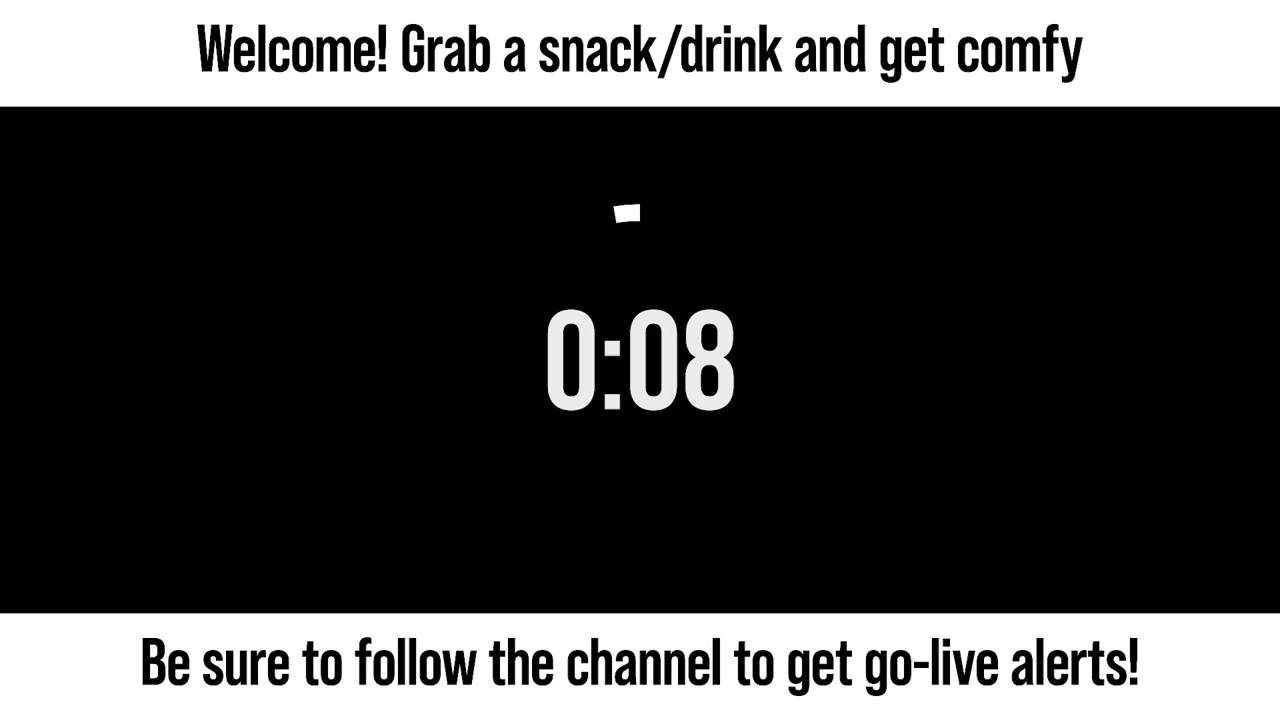 Welcome! Grab a snack/drink and get comfy
0:08
Be sure to follow the channel to get go-live alerts!